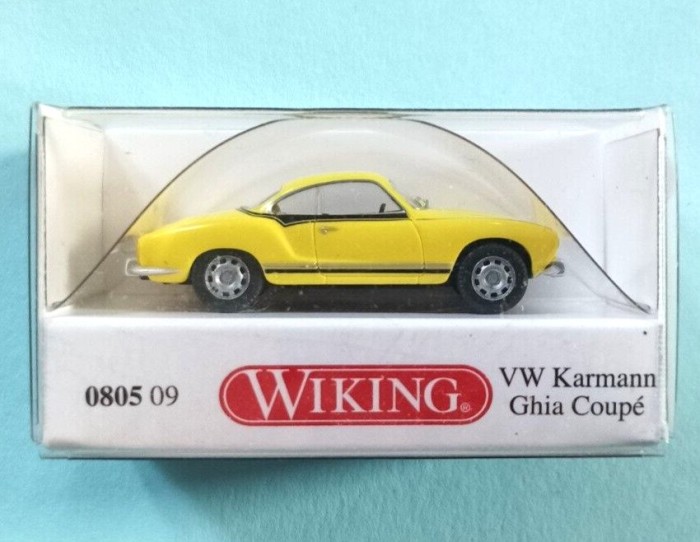 0805 09
WIKING®
VW Karmann
Ghia Coupé